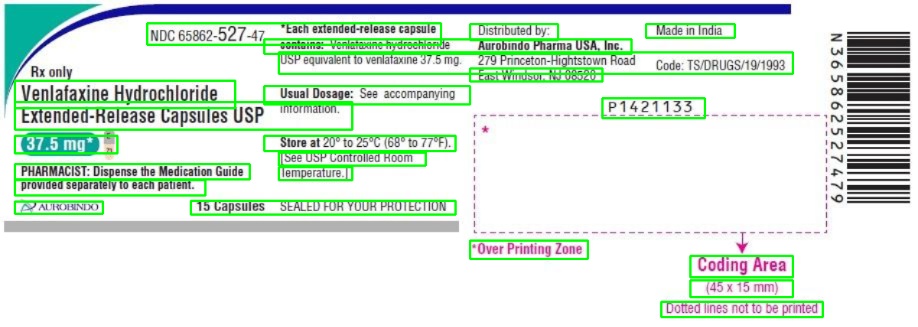 NDC 65862-527-47
Rx only
Venlafaxine Hydrochloride
Extended-Release Capsules USP
37.5 mg*
PHARMACIST: Dispense the Medication Guide
provided separately to each patient.
AUROBINDO
15 Capsules SEALED FOR YOUR PROTECTION
*Each extended-release capsule
contains: Venlafaxine hydrochloride
USP equivalent to venlafaxine 37.5 mg.
Usual Dosage: See accompanying
information.
Store at 20° to 25°C (68° to 77°F).
[See USP Controlled Room
Temperature.]
Distributed by:
Aurobindo Pharma USA, Inc.
279 Princeton-Hightstown Road
East Windsor, NJ 08520
Made in India
Code: TS/DRUGS/19/1993
P1421133
*
*Over Printing Zone
Coding Area
(45 x 15 mm)
Dotted lines not to be printed
N365862527479